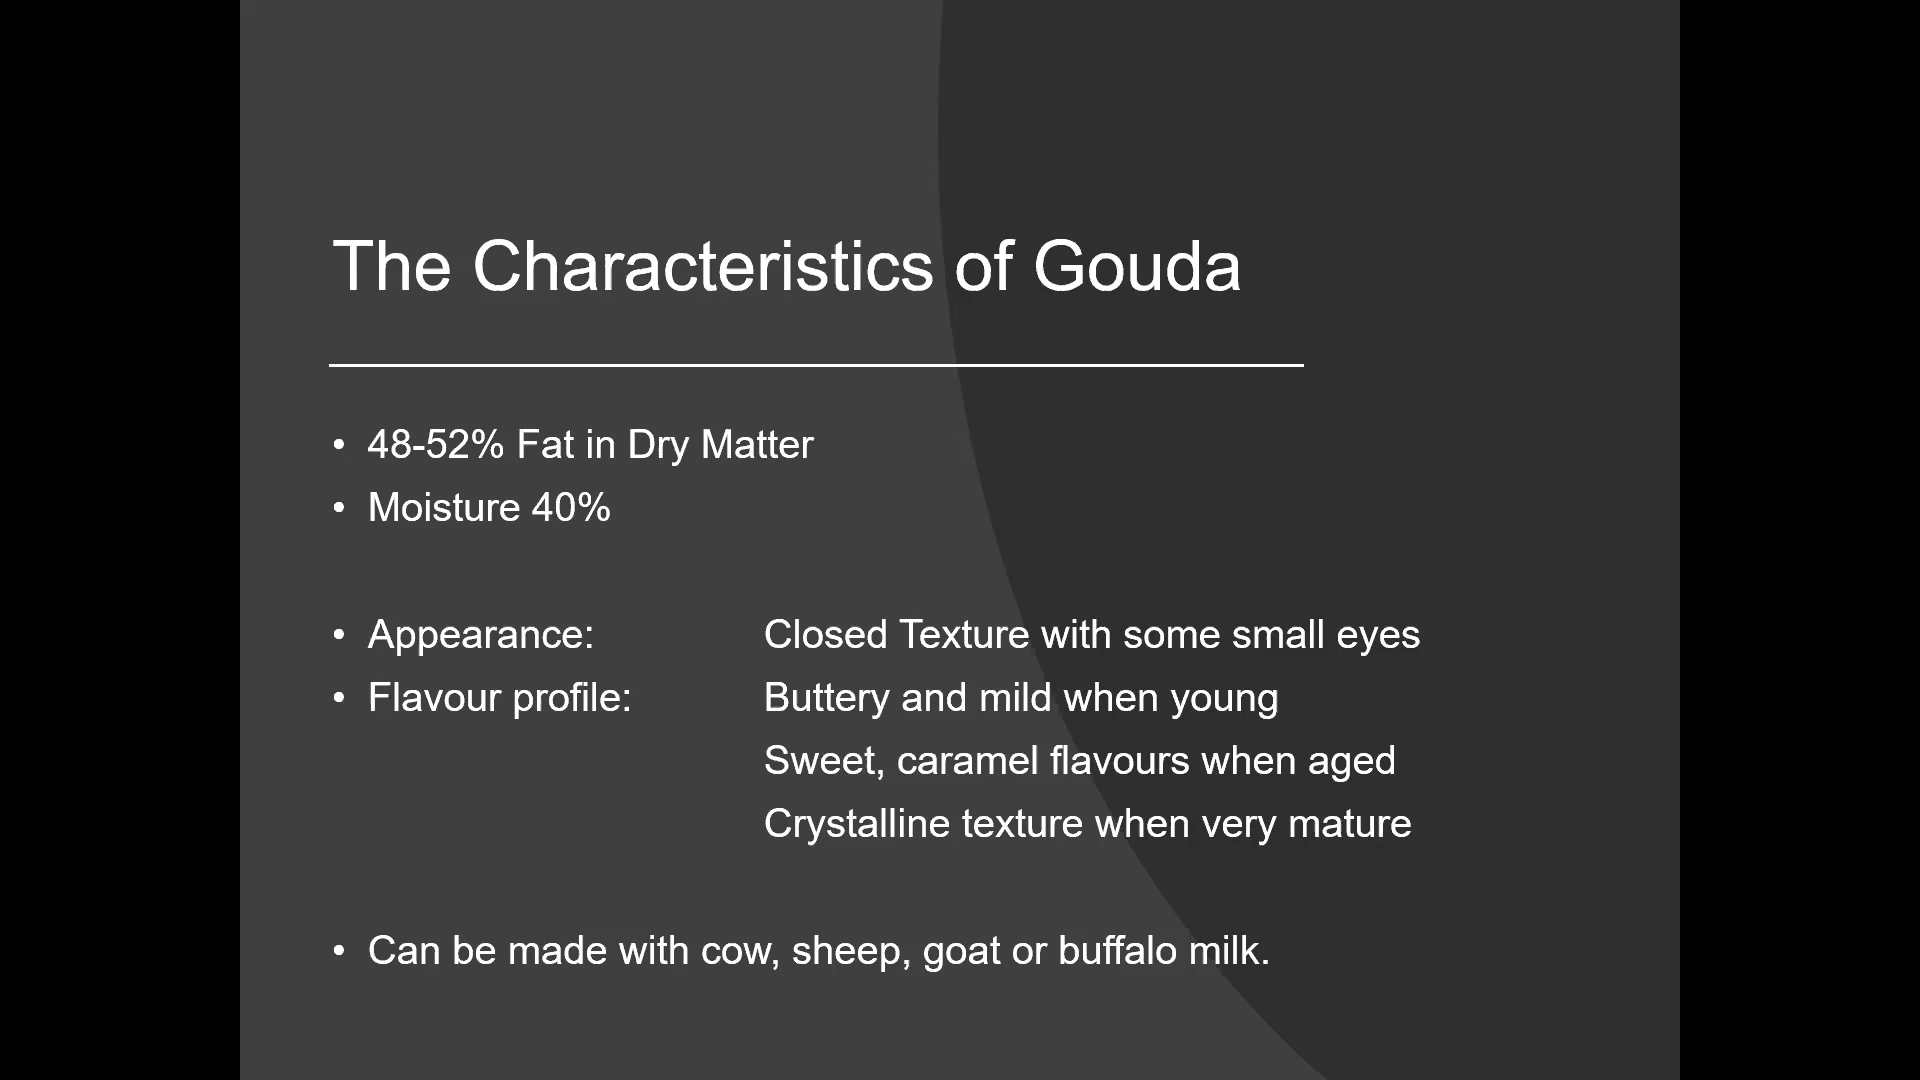 The Characteristics of Gouda
• 48-52% Fat in Dry Matter
• Moisture 40%
• Appearance: Closed Texture with some small eyes
• Flavour profile: Buttery and mild when young
Sweet, caramel flavours when aged
Crystalline texture when very mature
• Can be made with cow, sheep, goat or buffalo milk.